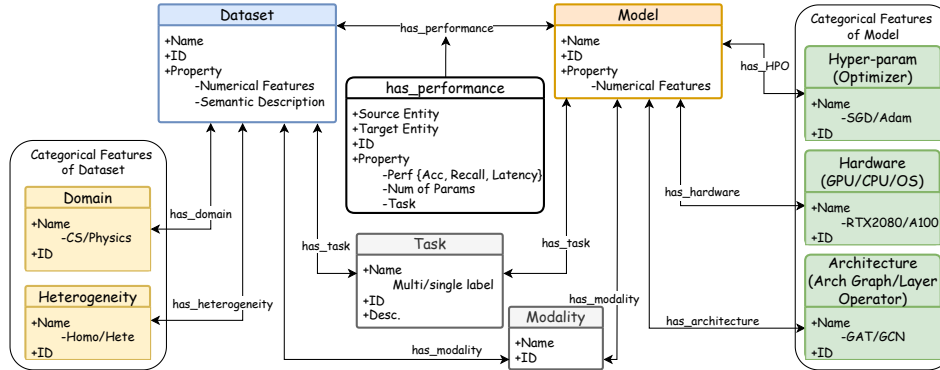 Dataset
+Name
+ID
+Property
-Numerical Features
-Semantic Description
has_performance
Model
+Name
+ID
+Property
-Numerical Features
has_performance
+Source Entity
+Target Entity
+ID
+Property
-Perf {Acc, Recall, Latency}
-Num of Params
-Task
Categorical Features
of Model
has_HPO
Hyper-param
(Optimizer)
+Name
-SGD/Adam
+ID
Hardware
(GPU/CPU/OS)
+Name
-RTX2080/A100
+ID
Architecture
(Arch Graph/Layer
Operator)
+Name
-GAT/GCN
+ID
Categorical Features
of Dataset
Domain
+Name
-CS/Physics
+ID
Heterogeneity
+Name
-Homo/Hete
+ID
has_domain
has_heterogeneity
has_task
Task
+Name
Multi/single label
+ID
+Desc.
has_task
has_hardware
has_modality
has_architecture
Modality
+Name
+ID
has_modality